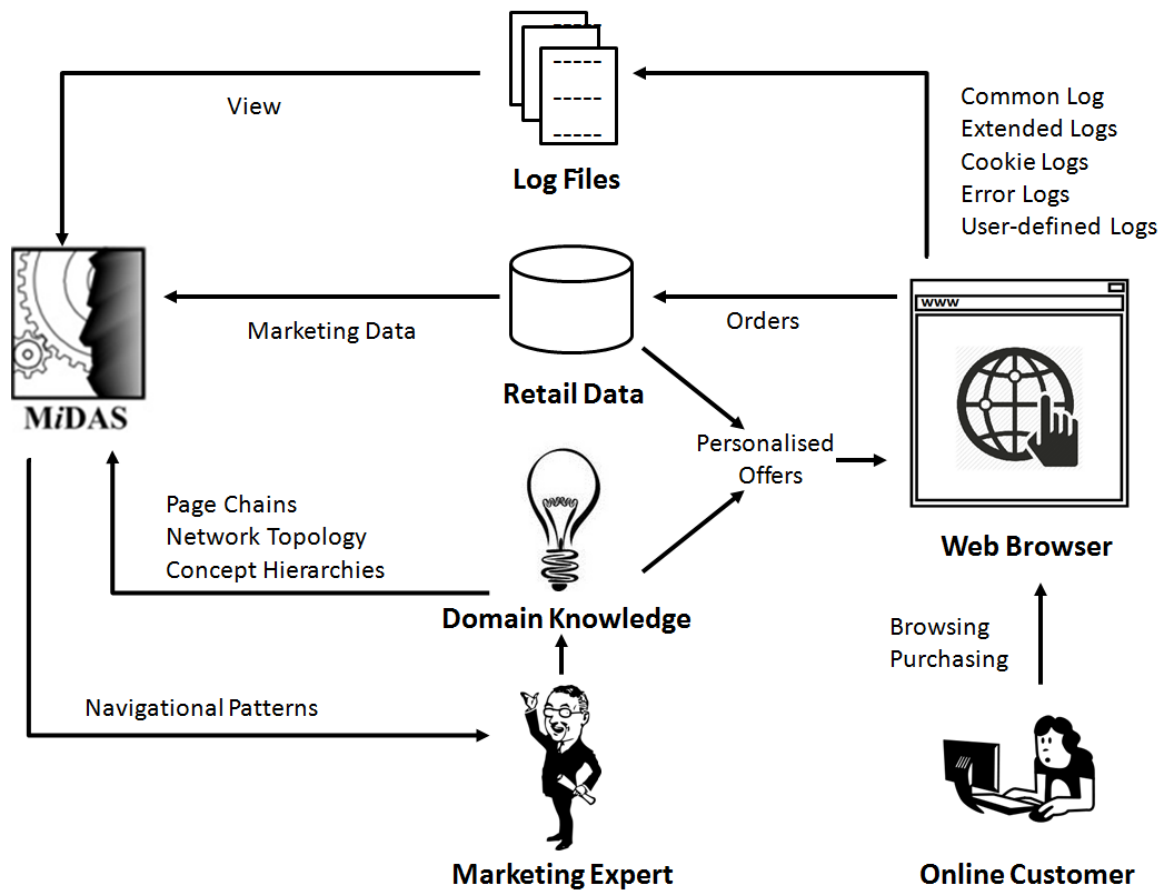 View
Log Files
Common Log
Extended Logs
Cookie Logs
Error Logs
User-defined Logs
MiDAS
Marketing Data
Retail Data
Orders
www
Personalised
Offers
Web Browser
Page Chains
Network Topology
Concept Hierarchies
Domain Knowledge
Browsing
Purchasing
Navigational Patterns
Marketing Expert
Online Customer